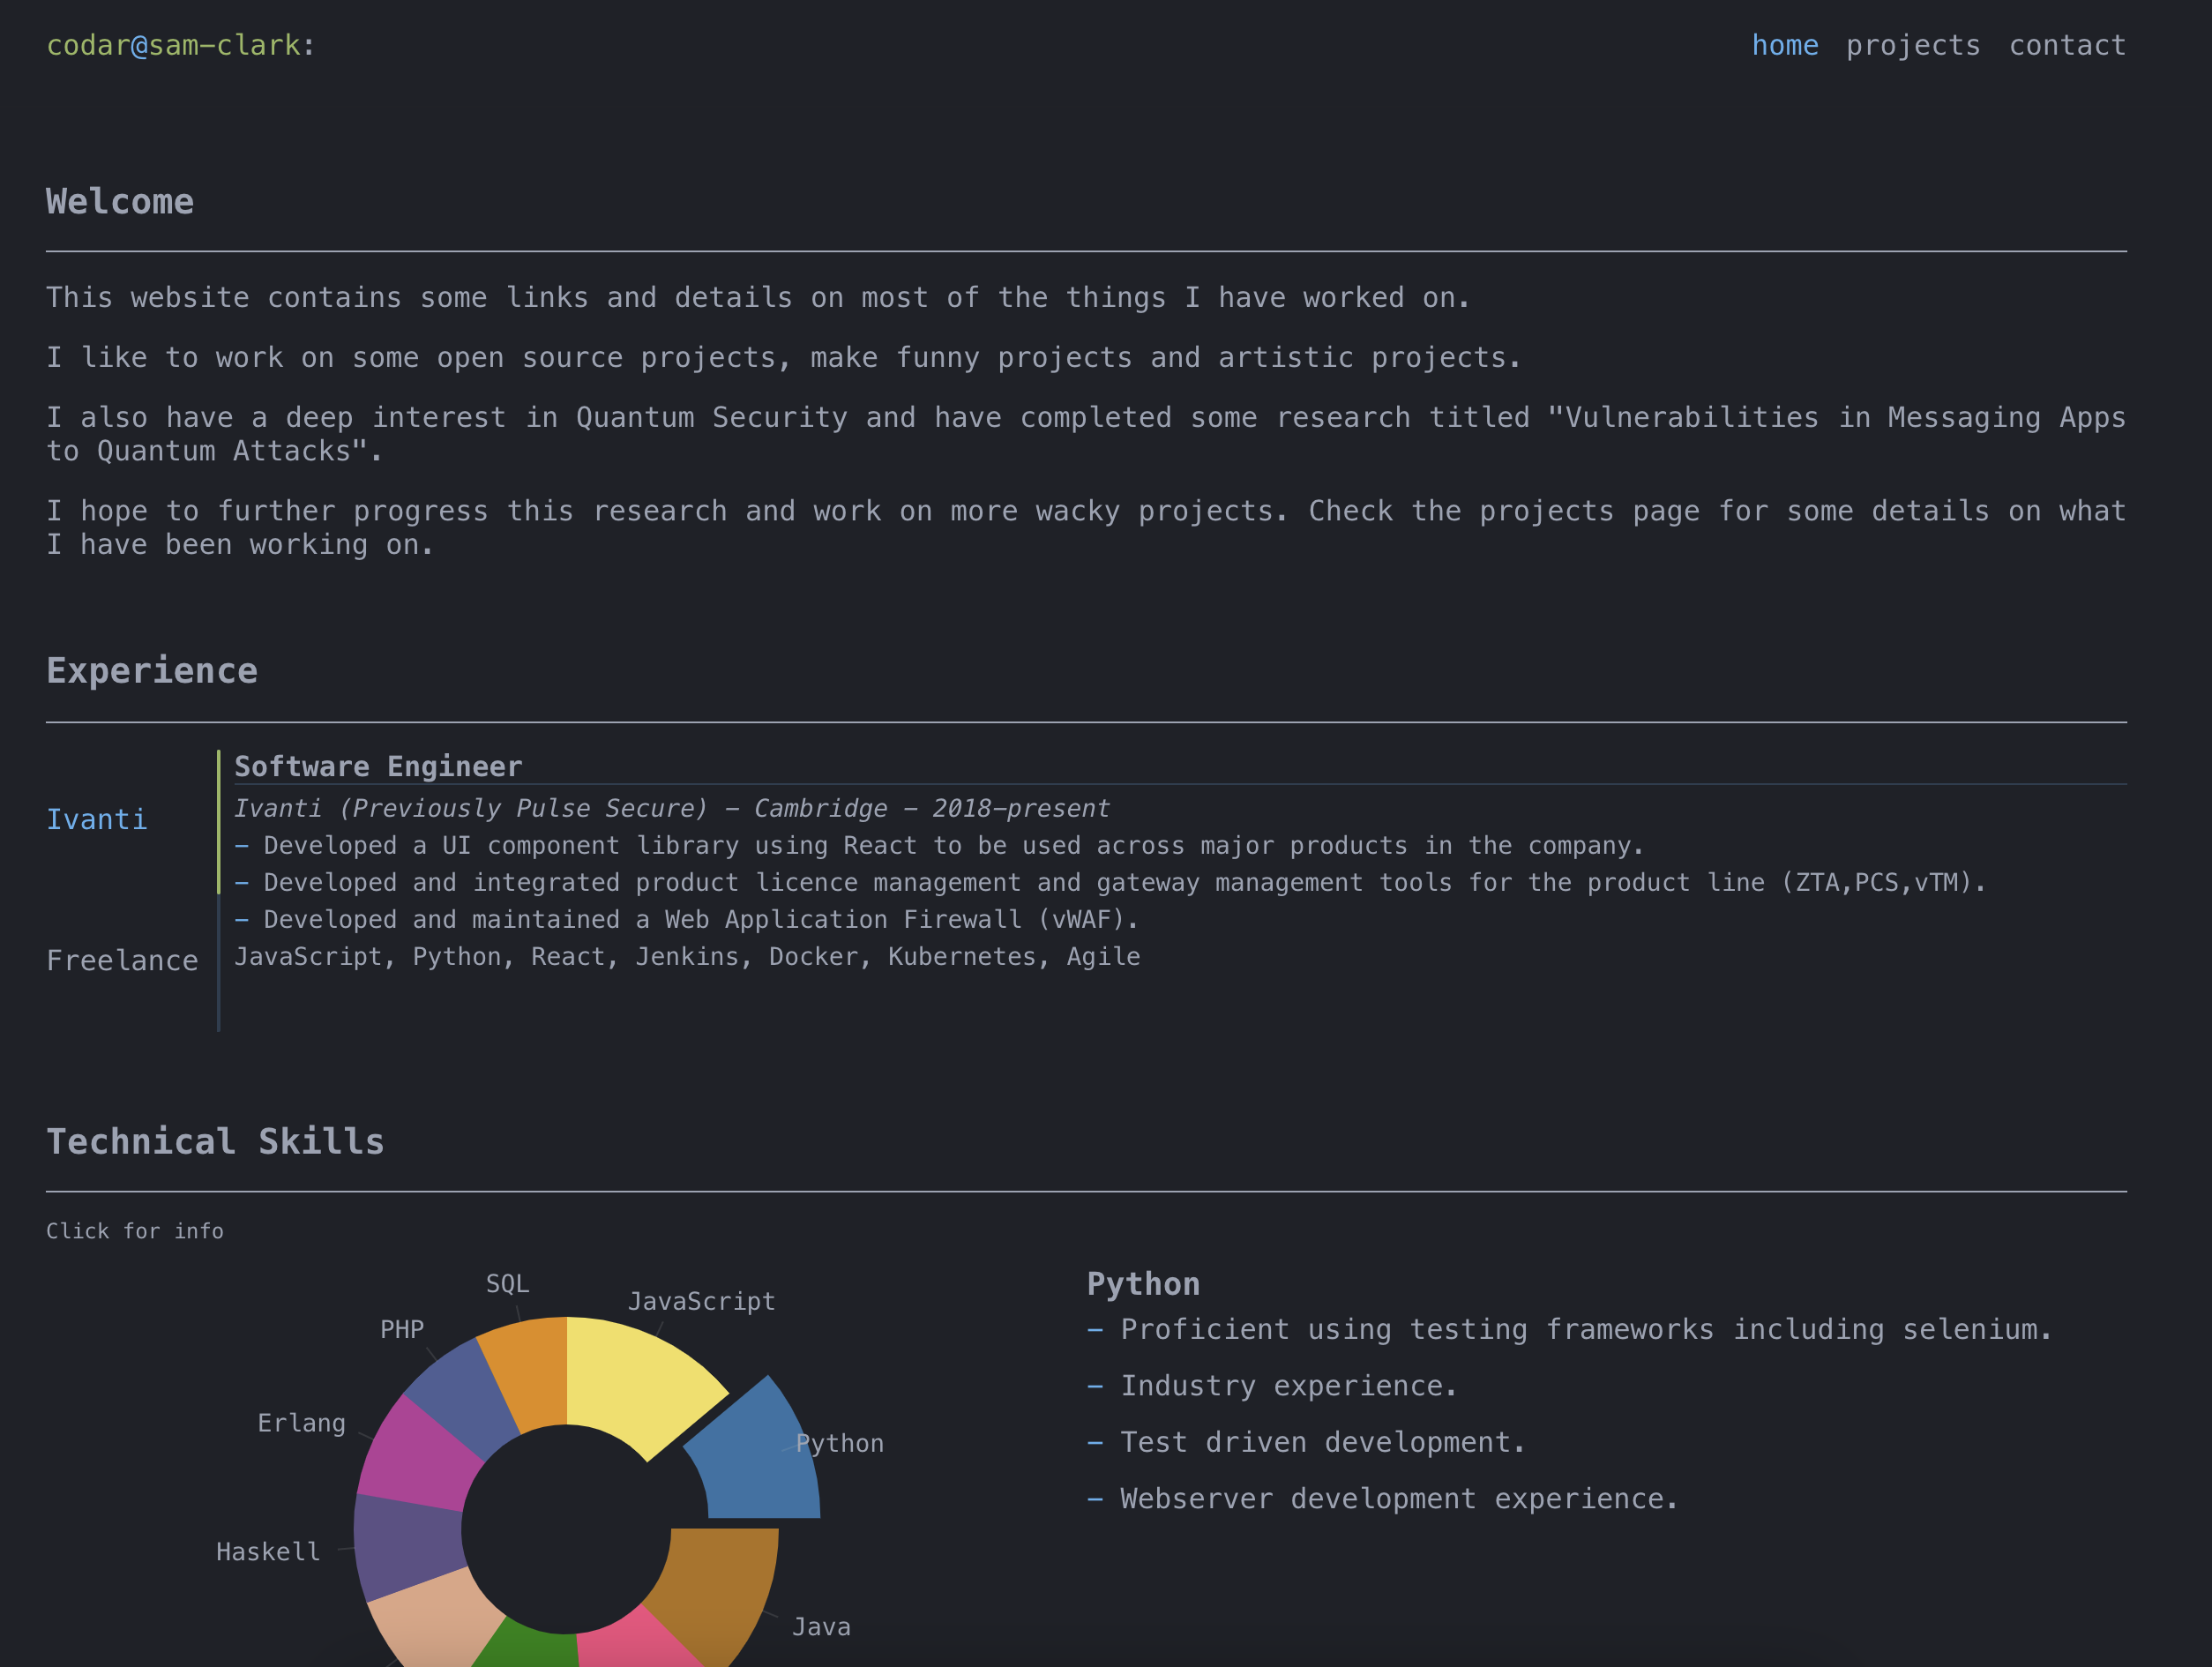 codar@sam-clark:
home projects contact
Welcome
This website contains some links and details on most of the things I have worked on.
I like to work on some open source projects, make funny projects and artistic projects.
I also have a deep interest in Quantum Security and have completed some research titled "Vulnerabilities in Messaging Apps
to Quantum Attacks".
I hope to further progress this research and work on more wacky projects. Check the projects page for some details on what
I have been working on.
Experience
Ivanti
Freelance
Software Engineer
Ivanti (Previously Pulse Secure) - Cambridge - 2018-present
- Developed a UI component library using React to be used across major products in the company.
- Developed and integrated product licence management and gateway management tools for the product line (ZTA,PCS,vTM).
- Developed and maintained a Web Application Firewall (vWAF).
JavaScript, Python, React, Jenkins, Docker, Kubernetes, Agile
Technical Skills
Click for info
SQL
JavaScript
PHP
Erlang
Python
Haskell
Java
Python
- Proficient using testing frameworks including selenium.
- Industry experience.
- Test driven development.
- Webserver development experience.